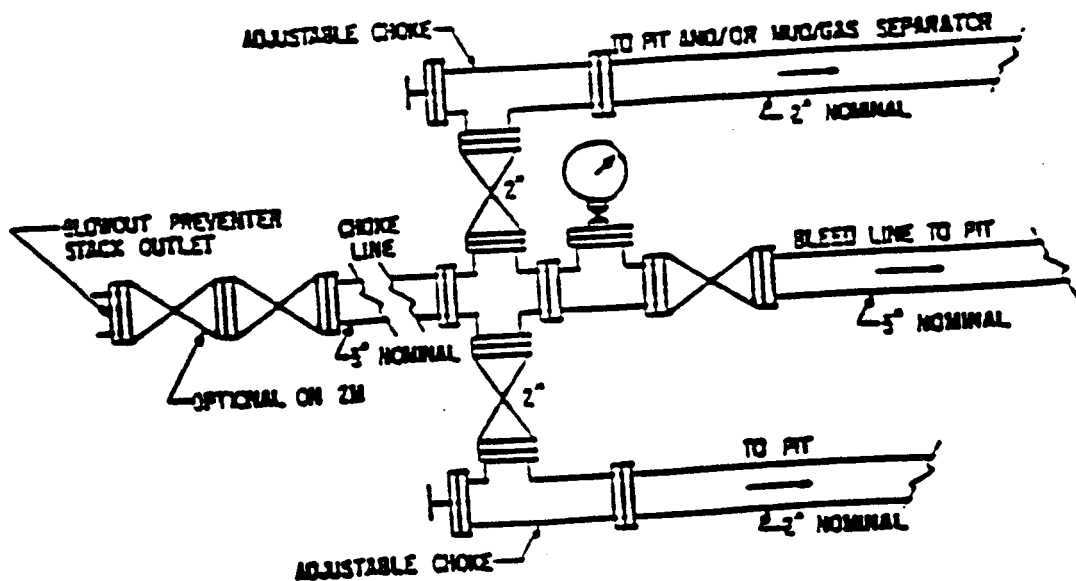 ADJUSTABLE CHOKE
TO PIT AND/OR MUD/GAS SEPARATOR
2" NOMINAL
2"
BLOWOUT PREVENTER
STACK OUTLET
CHOKE
LINE
BLEED LINE TO PIT
3" NOMINAL
3" NOMINAL
OPTIONAL ON 2M
2"
TO PIT
2" NOMINAL
ADJUSTABLE CHOKE